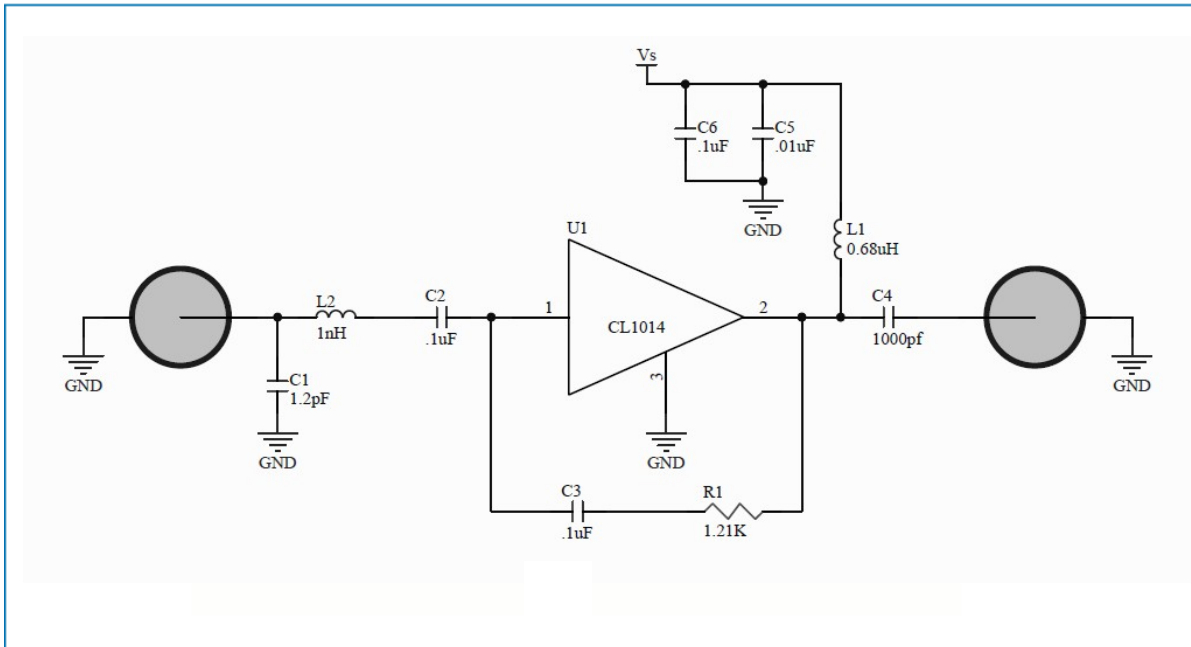 Vs
C6
.1uF
C5
.01uF
GND
U1
L1
0.68uH
L2
1nH
C2
.1uF
1
CL1014
2
3
C4
1000pf
GND
C1
1.2pF
GND
GND
GND
C3
.1uF
R1
1.21K